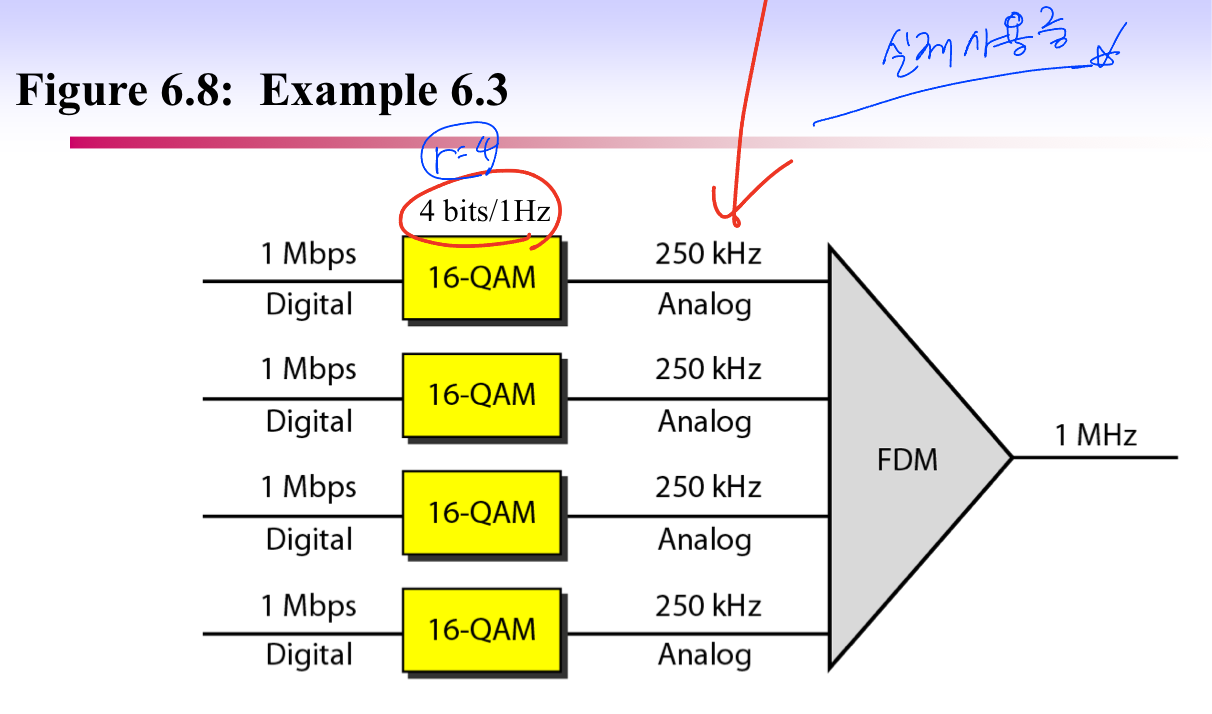 실제 사용중
Figure 6.8: Example 6.3
r=4
4 bits/1Hz
1 Mbps
Digital
16-QAM
250 kHz
Analog
1 Mbps
Digital
16-QAM
250 kHz
Analog
1 Mbps
Digital
16-QAM
250 kHz
Analog
1 Mbps
Digital
16-QAM
250 kHz
Analog
FDM
1 MHz